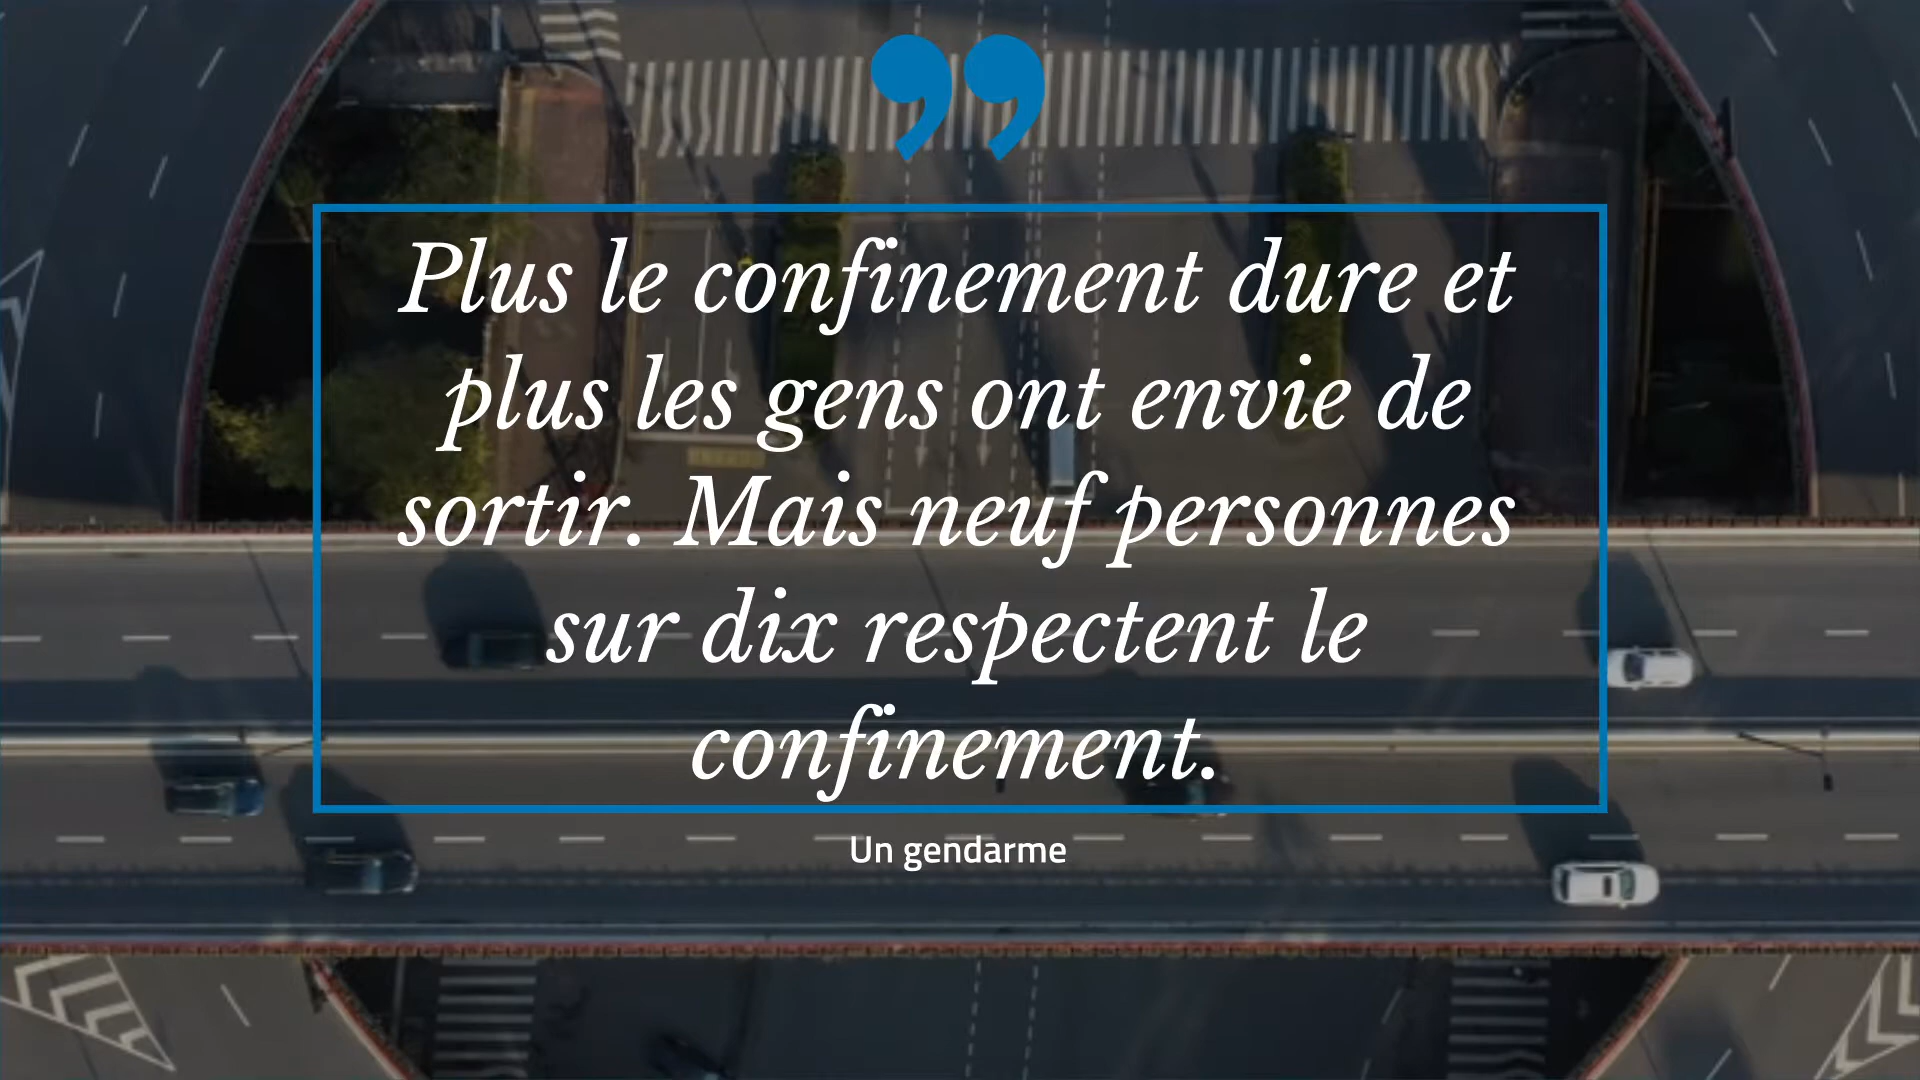 Plus le confinement dure et
plus les gens ont envie de
sortir. Mais neuf personnes
sur dix respectent le
confinement.
Un gendarme